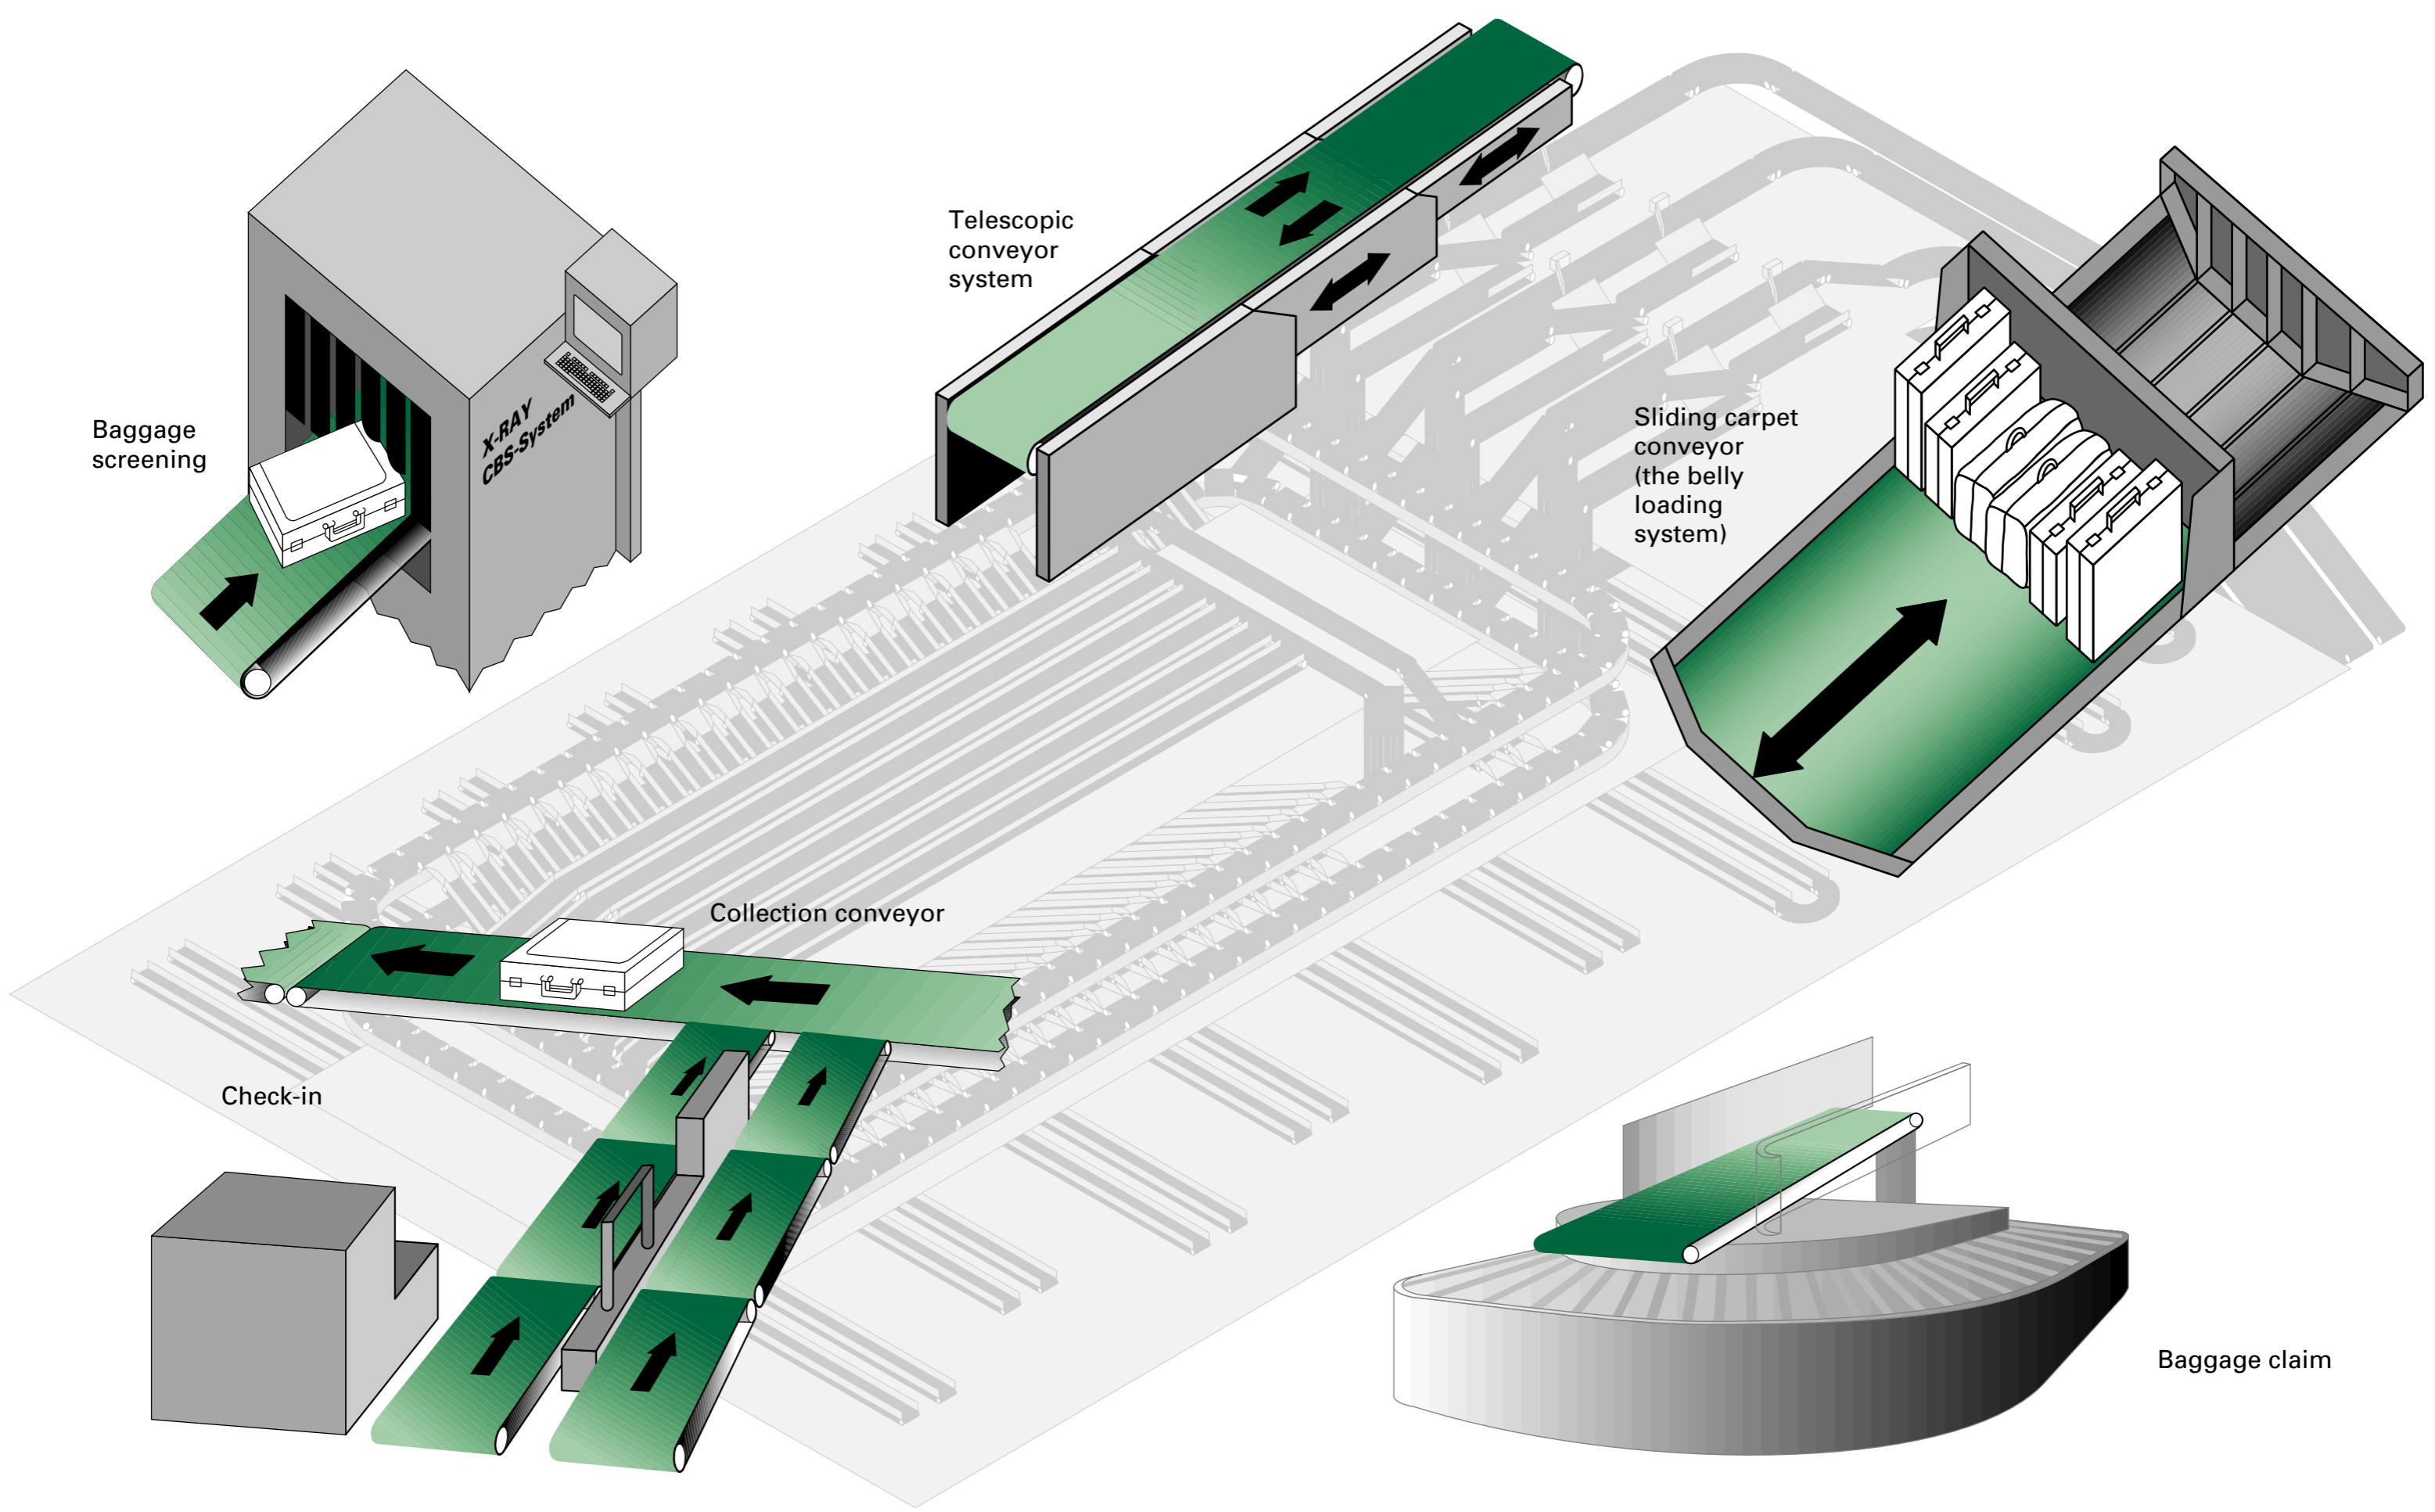 Telescopic
conveyor
system
Baggage
screening
X-RAY
CBS-System
Sliding carpet
conveyor
(the belly
loading
system)
Collection conveyor
Check-in
Baggage claim